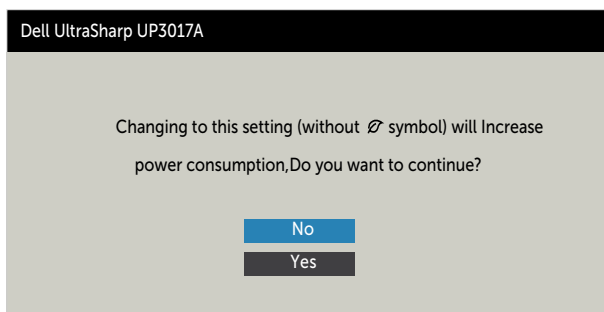 Dell UltraSharp UP3017A
Changing to this setting (without symbol) will Increase
power consumption,Do you want to continue?
No
Yes